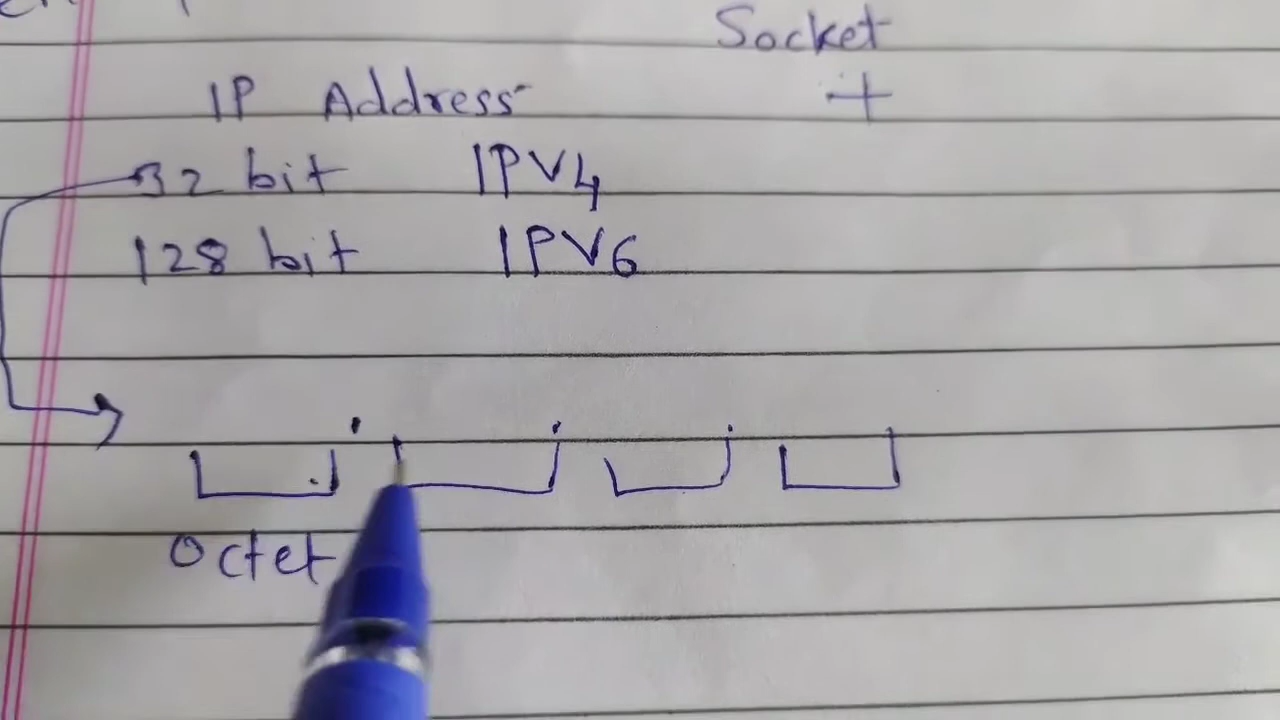 Socket
+
IP Address
32 bit IPV4
128 bit IPV6
. . .
Octet